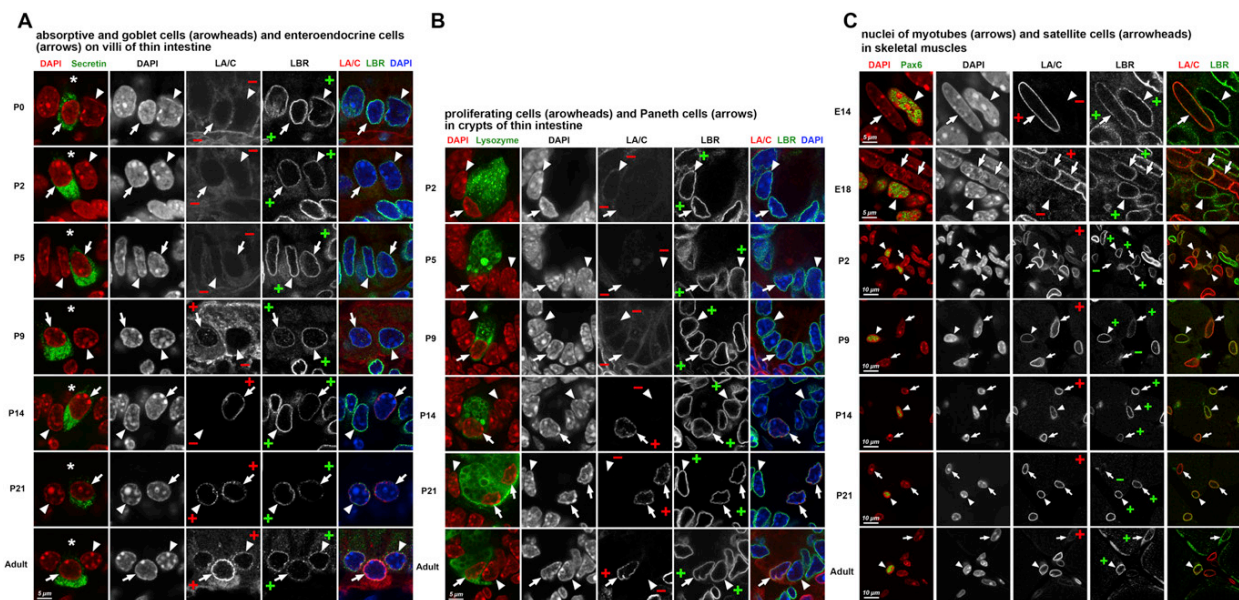 A
absorptive and goblet cells (arowheads) and enteroendocrine cells
(arrows) on villi of thin intestine
DAPI Secretin DAPI LA/C LBR LA/C LBR DAPI
P0
P2
P5
P9
P14
P21
Adult
5 µm
B
proliferating cells (arowheads) and Paneth cells (arrows)
in crypts of thin intestine
DAPI Lysozyme DAPI LA/C LBR LA/C LBR DAPI
P2
P5
P9
P14
P21
Adult
5 µm
C
nuclei of myotubes (arrows) and satellite cells (arrowheads)
in skeletal muscles
DAPI Pax6 DAPI LA/C LBR LA/C LBR
E14
5 µm
E18
5 µm
P2
10 µm
P9
10 µm
P14
10 µm
P21
10 µm
Adult
10 µm